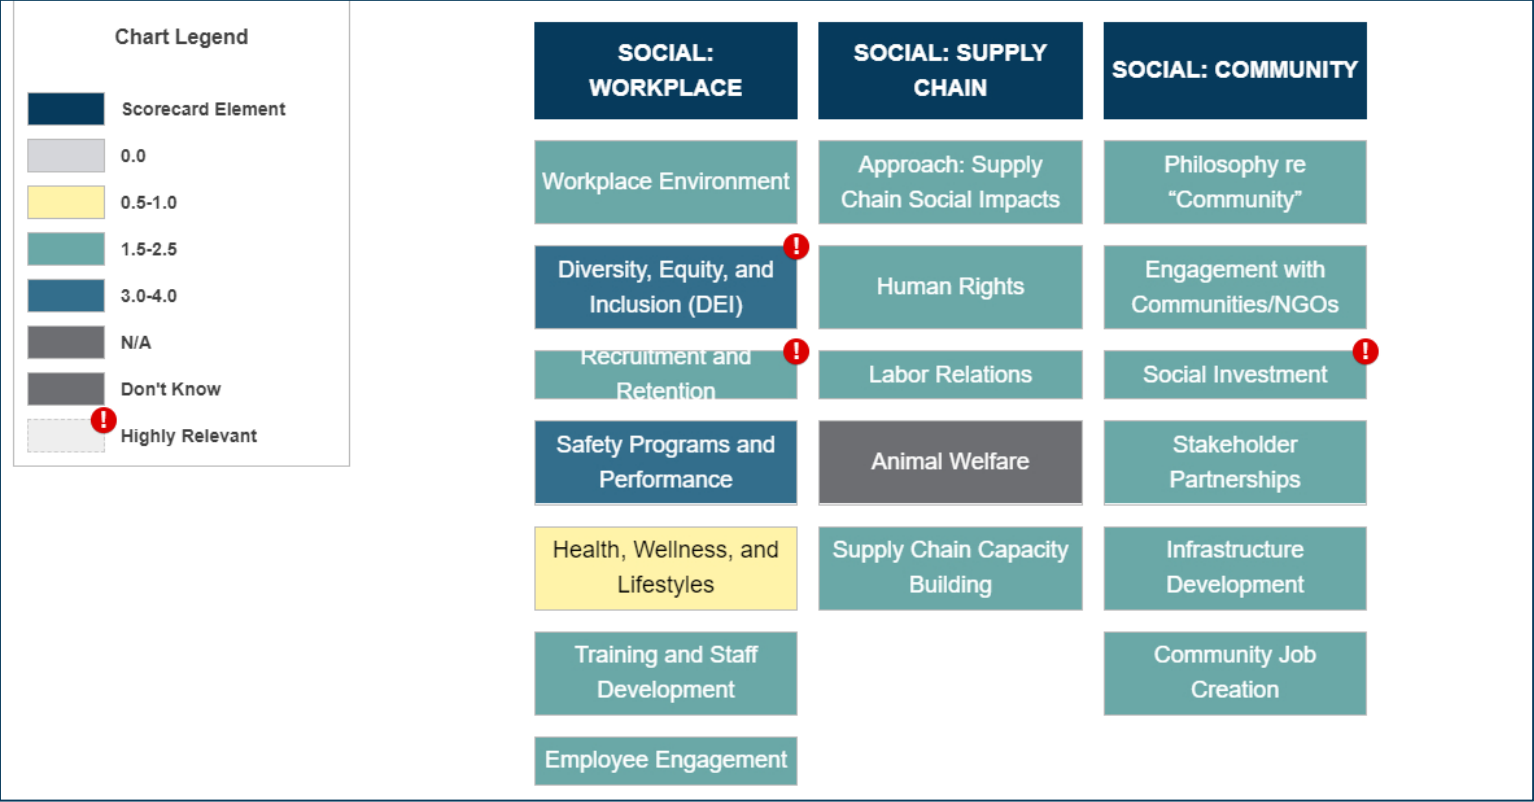 Chart Legend
Scorecard Element
0.0
0.5-1.0
1.5-2.5
3.0-4.0
N/A
Don't Know
!
Highly Relevant
SOCIAL:
WORKPLACE
Workplace Environment
!
Diversity, Equity, and
Inclusion (DEI)
!
Recruitment and
Retention
Safety Programs and
Performance
Health, Wellness, and
Lifestyles
Training and Staff
Development
Employee Engagement
SOCIAL: SUPPLY
CHAIN
Approach: Supply
Chain Social Impacts
Human Rights
Labor Relations
Animal Welfare
Supply Chain Capacity
Building
SOCIAL: COMMUNITY
Philosophy re
“Community”
Engagement with
Communities/NGOs
!
Social Investment
Stakeholder
Partnerships
Infrastructure
Development
Community Job
Creation